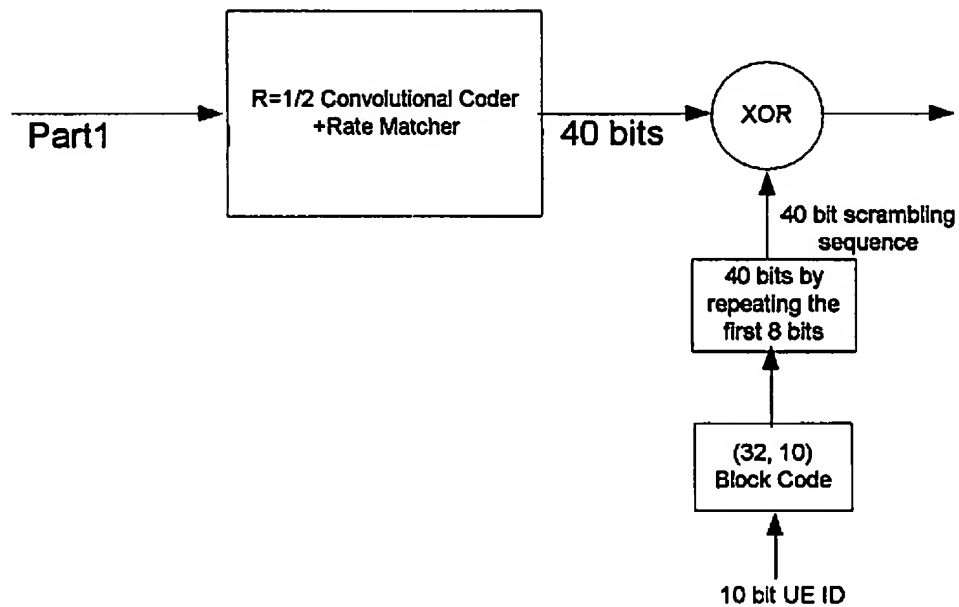 R=1/2 Convolutional Coder
+Rate Matcher
Part1
40 bits
XOR
40 bit scrambling
sequence
40 bits by
repeating the
first 8 bits
(32, 10)
Block Code
10 bit UE ID